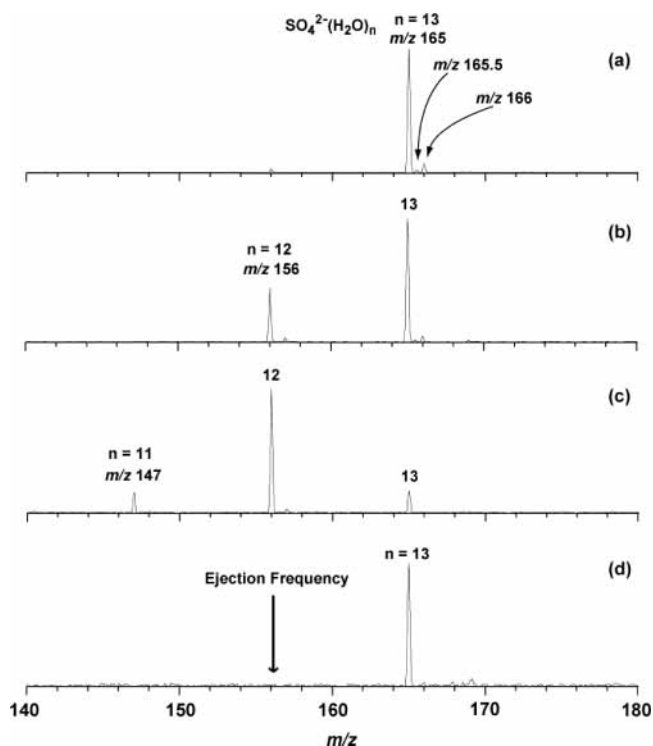 SO₄²⁻(H₂O)ₙ
n = 13
m/z 165
(a)
m/z 165.5
m/z 166
13
(b)
n = 12
m/z 156
12
(c)
n = 11
m/z 147
13
n = 13
(d)
Ejection Frequency
140 150 160 170 180
m/z